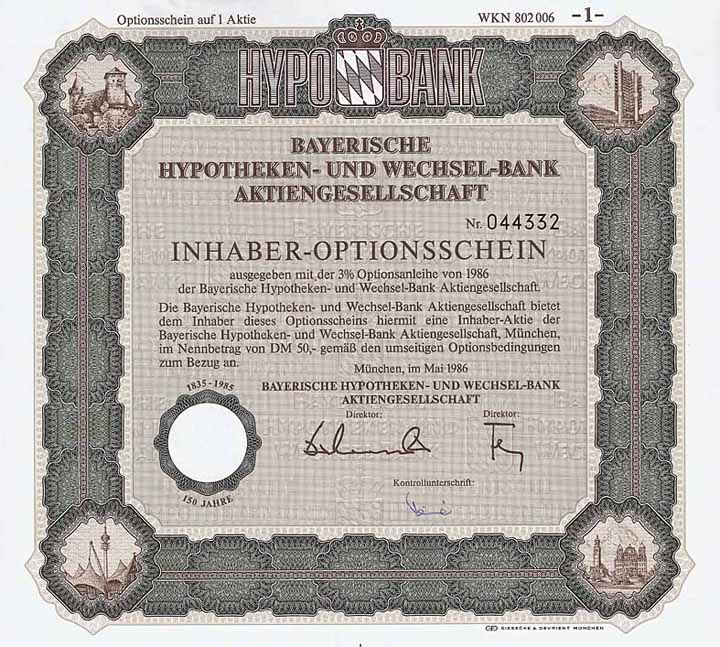 Optionsschein auf 1 Aktie WKN 802006 -1-
HYPO BANK
BAYERISCHE
HYPOTHEKEN- UND WECHSEL-BANK
AKTIENGESELLSCHAFT
Nr. 044332
INHABER-OPTIONSSCHEIN
ausgegeben mit der 3% Optionsanleihe von 1986
der Bayerische Hypotheken- und Wechsel-Bank Aktiengesellschaft.
Die Bayerische Hypotheken- und Wechsel-Bank Aktiengesellschaft bietet
dem Inhaber dieses Optionsscheins hiermit eine Inhaber-Aktie der
Bayerische Hypotheken- und Wechsel-Bank Aktiengesellschaft, München,
im Nennbetrag von DM 50,- gemäß den umseitigen Optionsbedingungen
zum Bezug an.
München, im Mai 1986
1835-1985
150 JAHRE
BAYERISCHE HYPOTHEKEN- UND WECHSEL-BANK
AKTIENGESELLSCHAFT
Direktor: Direktor:
Kontrollunterschrift:
GIESECKE & DEVRIENT MÜNCHEN